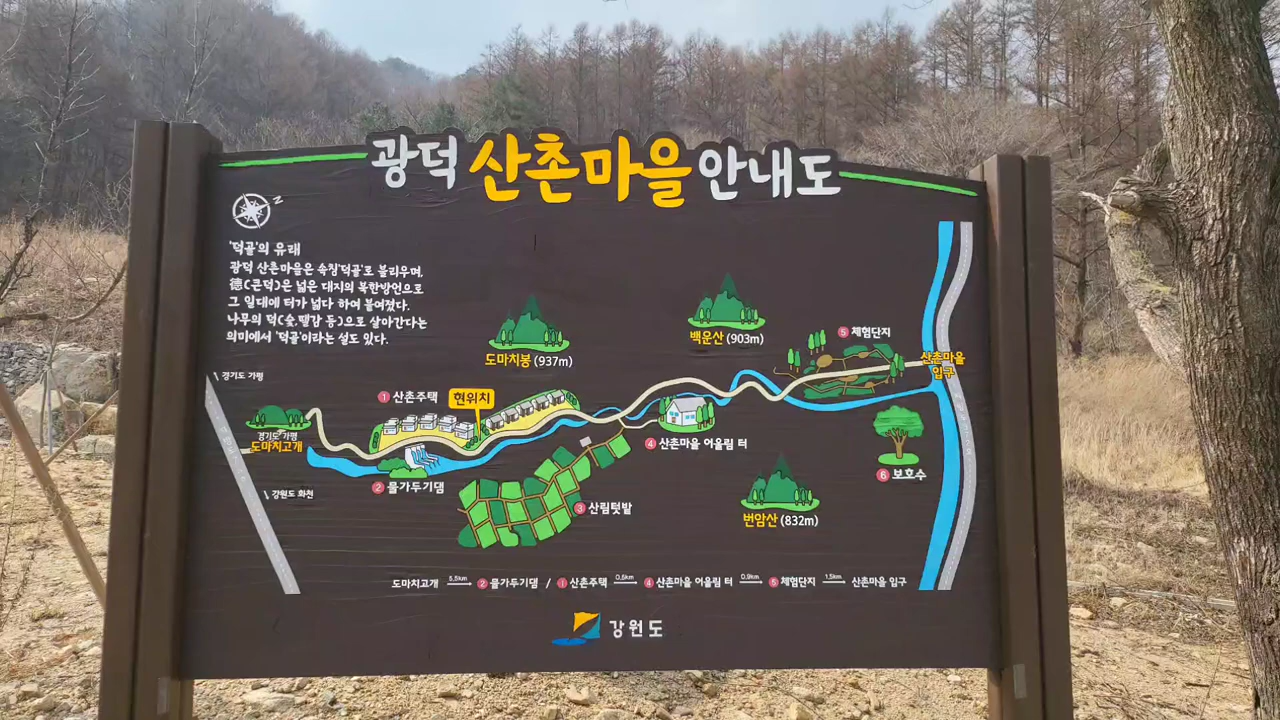 광덕 산촌마을 안내도
N
'덕골'의 유래
광덕 산촌마을은 속칭'덕골'로 불리우며,
德(큰덕)은 넓은 대지의 북한방언으로
그 일대에 터가 넓다 하여 붙여졌다.
나무의 덕(숯,땔감 등)으로 살아간다는
의미에서 '덕골'이라는 설도 있다.
백운산 (903m)
도마치봉 (937m)
5 체험단지
산촌마을
입구
경기도 가평
1 산촌주택
현위치
경기도 가평
도마치고개
4 산촌마을 어울림 터
6 보호수
2 물가두기댐
강원도 화천
3 산림텃밭
번암산 (832m)
도마치고개 5,5km 2 물가두기댐 / 1 산촌주택 0,6km 4 산촌마을 어울림 터 0,9km 5 체험단지 1,5km 산촌마을 입구
강원도